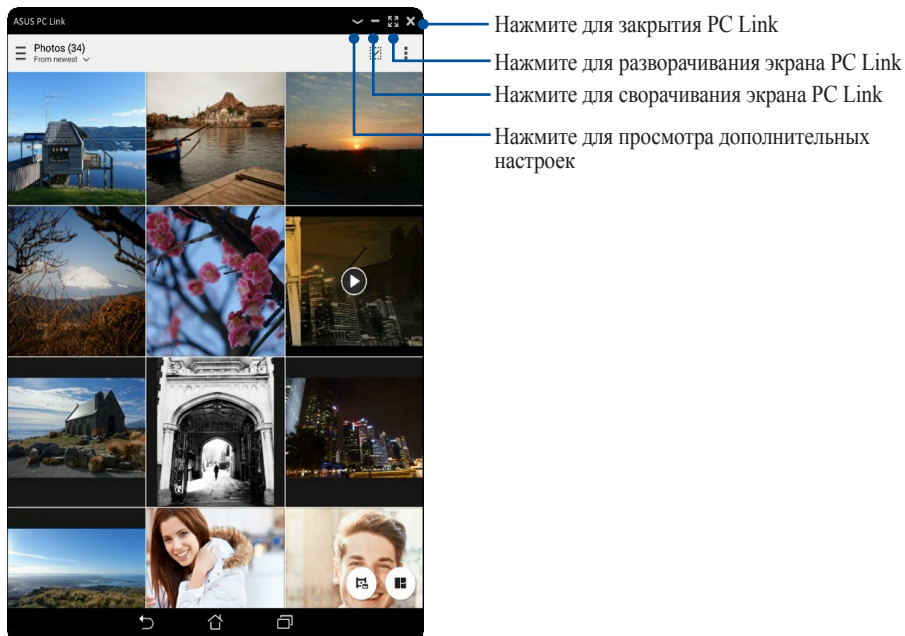 ASUS PC Link
Photos (34)
From newest
Нажмите для закрытия PC Link
Нажмите для разворачивания экрана PC Link
Нажмите для сворачивания экрана PC Link
Нажмите для просмотра дополнительных
настроек